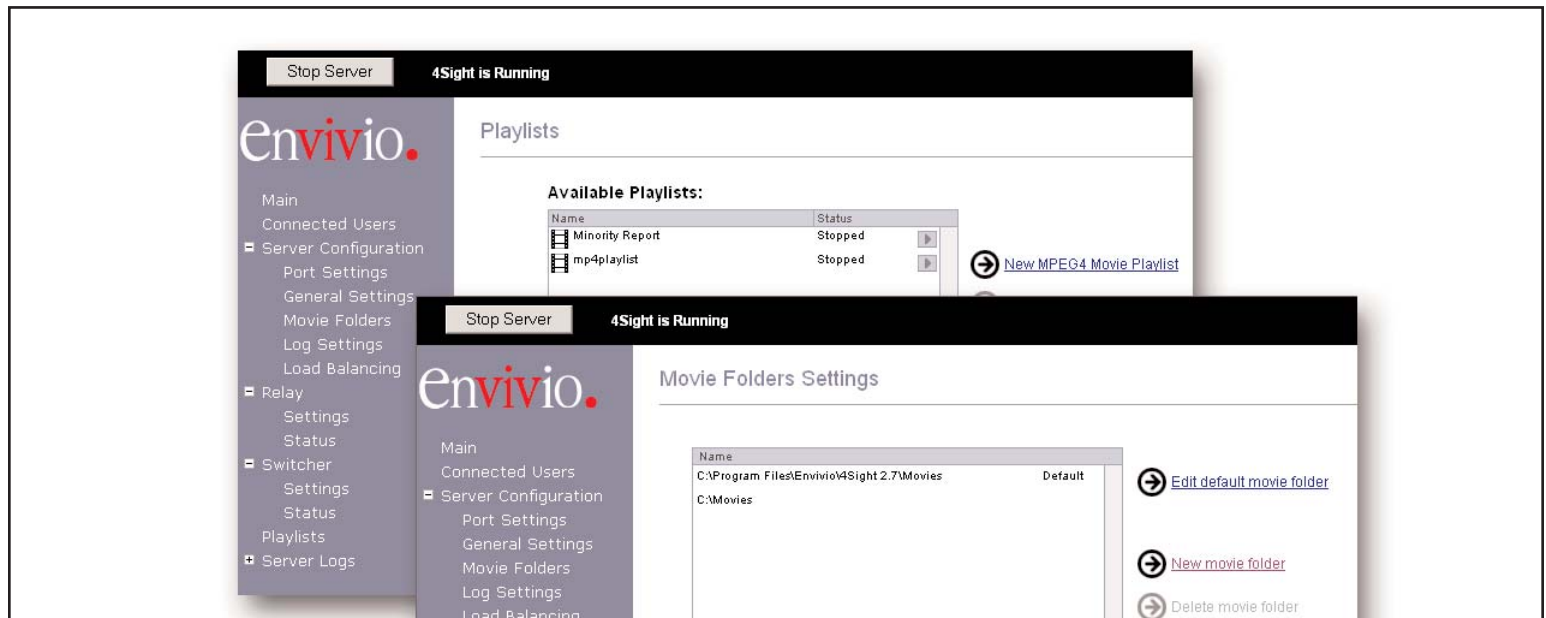 Stop Server 4Sight is Running
envivio.
Playlists
Main
Connected Users
Server Configuration
Port Settings
General Settings
Movie Folders
Log Settings
Load Balancing
Relay
Settings
Status
Switcher
Settings
Status
Playlists
Server Logs
Available Playlists:
Name Status
Minority Report Stopped
mp4playlist Stopped
New MPEG4 Movie Playlist
Stop Server 4Sight is Running
envivio.
Movie Folders Settings
Main
Connected Users
Server Configuration
Port Settings
General Settings
Movie Folders
Log Settings
Load Balancing
Name
C:\Program Files\Envivio\4Sight 2.7\Movies Default
C:\Movies
Edit default movie folder
New movie folder
Delete movie folder